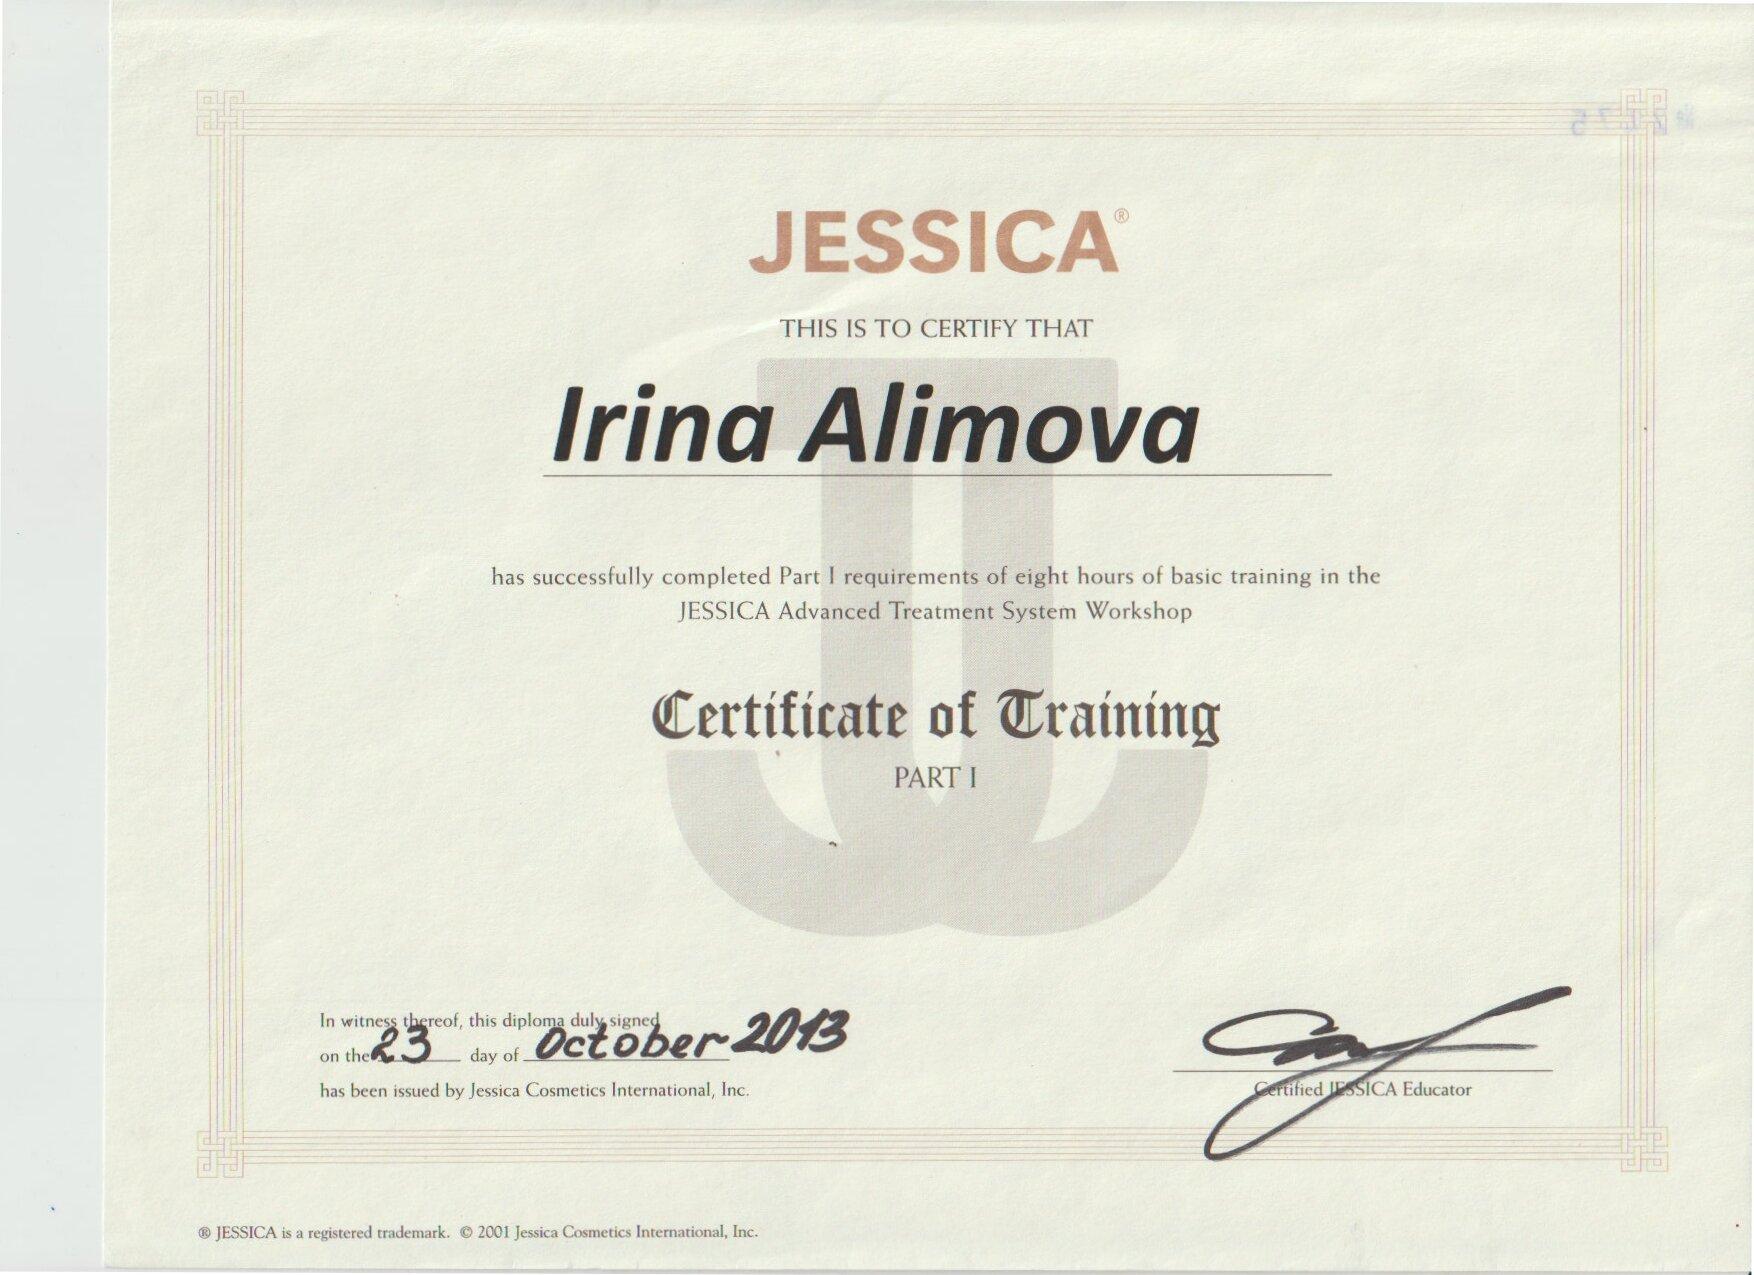 JESSICA®
THIS IS TO CERTIFY THAT
Irina Alimova
has successfully completed Part I requirements of eight hours of basic training in the
JESSICA Advanced Treatment System Workshop
Certificate of Training
PART I
In witness thereof, this diploma duly signed
on the 23 day of October 2013
has been issued by Jessica Cosmetics International, Inc.
Certified JESSICA Educator
® JESSICA is a registered trademark. © 2001 Jessica Cosmetics International, Inc.